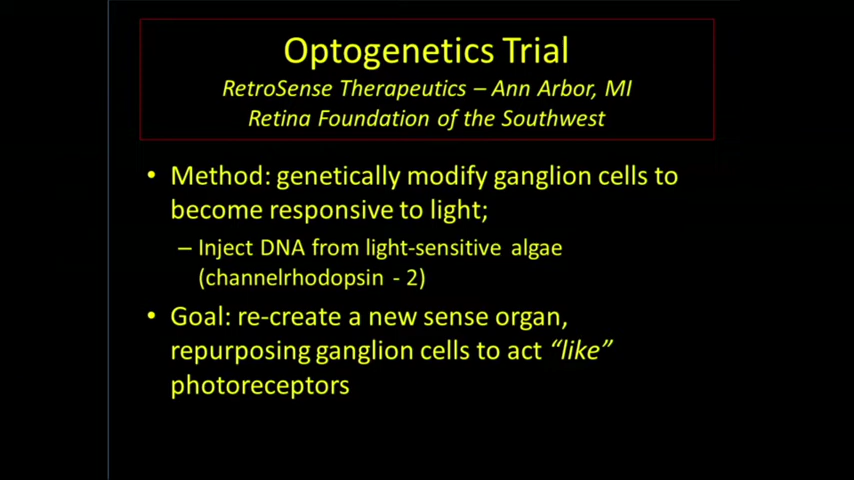 Optogenetics Trial
RetroSense Therapeutics – Ann Arbor, MI
Retina Foundation of the Southwest
• Method: genetically modify ganglion cells to
become responsive to light;
– Inject DNA from light-sensitive algae
(channelrhodopsin - 2)
• Goal: re-create a new sense organ,
repurposing ganglion cells to act “like”
photoreceptors